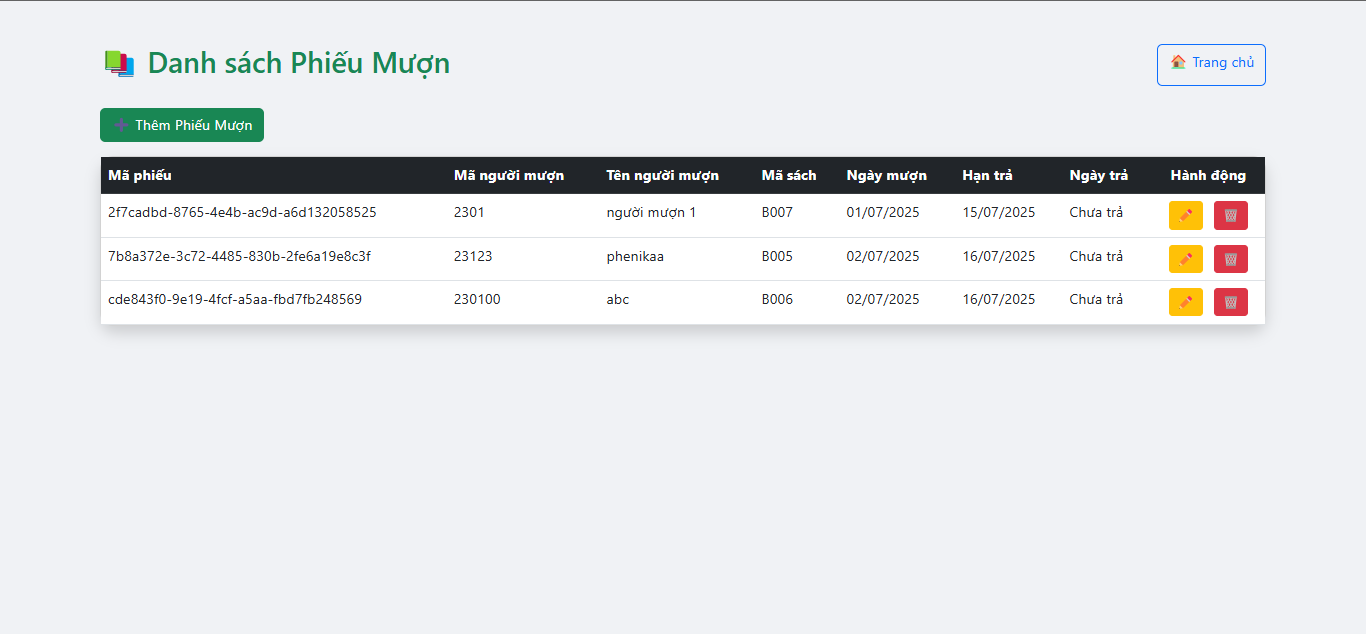 Danh sách Phiếu Mượn
Trang chủ
Thêm Phiếu Mượn
Mã phiếu Mã người mượn Tên người mượn Mã sách Ngày mượn Hạn trả Ngày trả Hành động
2f7cadbd-8765-4e4b-ac9d-a6d132058525 2301 người mượn 1 B007 01/07/2025 15/07/2025 Chưa trả
7b8a372e-3c72-4485-830b-2fe6a19e8c3f 23123 phenikaa B005 02/07/2025 16/07/2025 Chưa trả
cde843f0-9e19-4fcf-a5aa-fbd7fb248569 230100 abc B006 02/07/2025 16/07/2025 Chưa trả